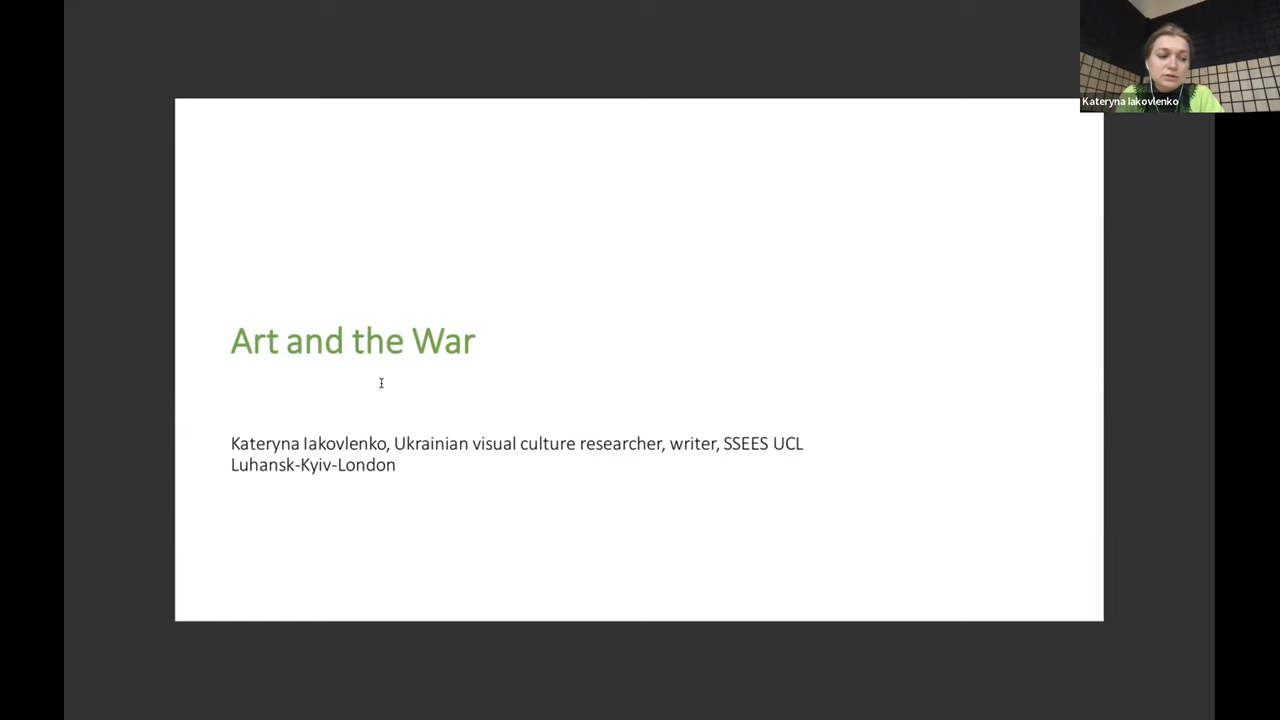 Kateryna Iakovlenko
Art and the War
Kateryna Iakovlenko, Ukrainian visual culture researcher, writer, SSEES UCL
Luhansk-Kyiv-London